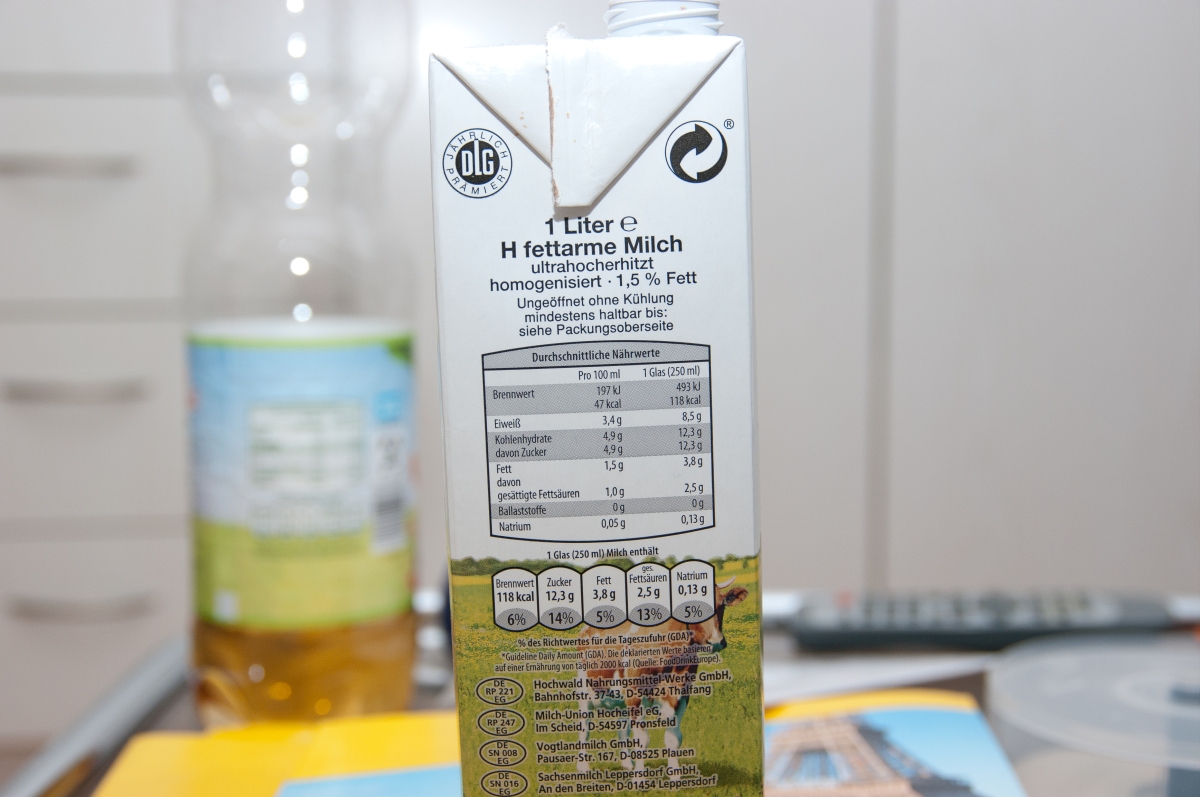 JÄHRLICH
DLG
PRÄMIERT
®
1 Liter ℮
H fettarme Milch
ultrahocherhitzt
homogenisiert · 1,5 % Fett
Ungeöffnet ohne Kühlung
mindestens haltbar bis:
siehe Packungsoberseite
Durchschnittliche Nährwerte
Pro 100 ml 1 Glas (250 ml)
Brennwert 197 kJ 493 kJ
47 kcal 118 kcal
Eiweiß 3,4 g 8,5 g
Kohlenhydrate 4,9 g 12,3 g
davon Zucker 4,9 g 12,3 g
Fett 1,5 g 3,8 g
davon
gesättigte Fettsäuren 1,0 g 2,5 g
Ballaststoffe 0 g 0 g
Natrium 0,05 g 0,13 g
1 Glas (250 ml) Milch enthält
Brennwert 118 kcal 6%
Zucker 12,3 g 14%
Fett 3,8 g 5%
ges. Fettsäuren 2,5 g 13%
Natrium 0,13 g 5%
% des Richtwertes für die Tageszufuhr (GDA)*
*Guideline Daily Amount (GDA). Die deklarierten Werte basieren
auf einer Ernährung von täglich 2000 kcal (Quelle: FoodDrinkEurope).
DE RP 221 EG
Hochwald Nahrungsmittel-Werke GmbH,
Bahnhofstr. 37-43, D-54424 Thalfang
DE RP 247 EG
Milch-Union Hocheifel eG,
Im Scheid, D-54597 Pronsfeld
DE SN 008 EG
Vogtlandmilch GmbH,
Pausaer-Str. 167, D-08525 Plauen
DE SN 016 EG
Sachsenmilch Leppersdorf GmbH,
An den Breiten, D-01454 Leppersdorf